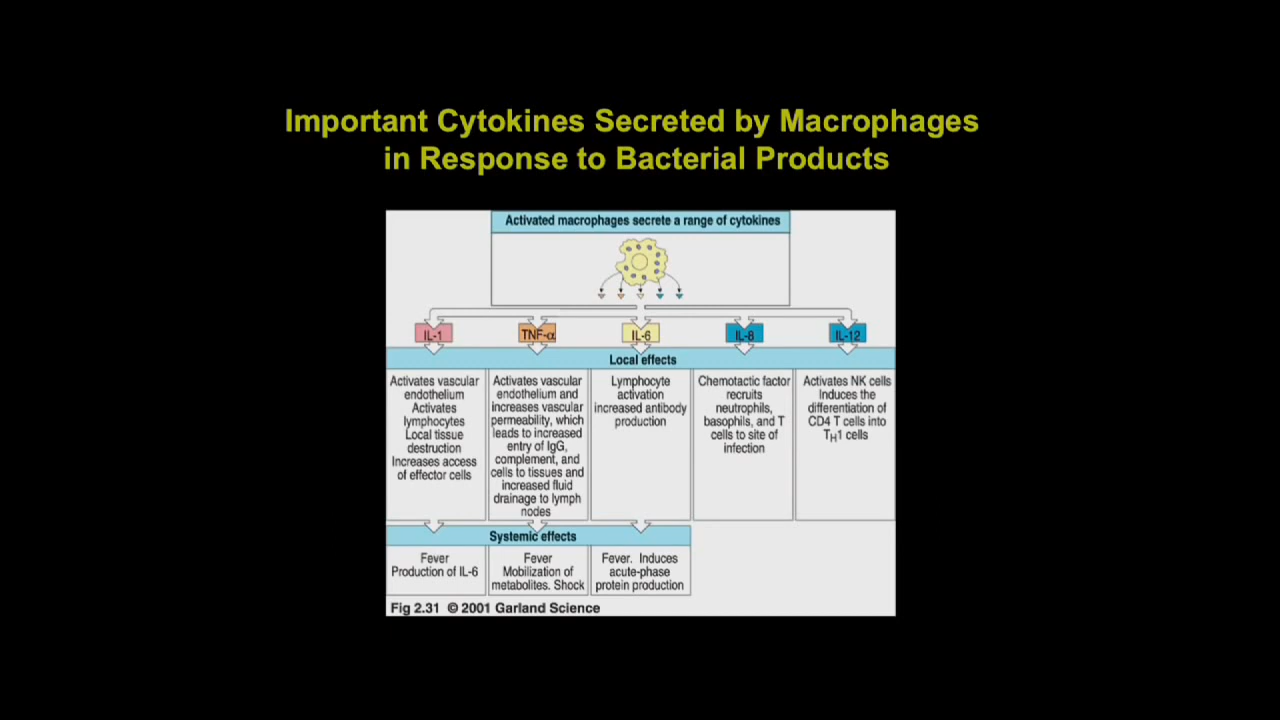 Important Cytokines Secreted by Macrophages
in Response to Bacterial Products
Activated macrophages secrete a range of cytokines
IL-1
TNF-α
IL-6
IL-8
IL-12
Local effects
Activates vascular
endothelium
Activates
lymphocytes
Local tissue
destruction
Increases access
of effector cells
Activates vascular
endothelium and
increases vascular
permeability, which
leads to increased
entry of IgG,
complement, and
cells to tissues and
increased fluid
drainage to lymph
nodes
Lymphocyte
activation
increased antibody
production
Chemotactic factor
recruits
neutrophils,
basophils, and T
cells to site of
infection
Activates NK cells
Induces the
differentiation of
CD4 T cells into
TH1 cells
Systemic effects
Fever
Production of IL-6
Fever
Mobilization of
metabolites. Shock
Fever. Induces
acute-phase
protein production
Fig 2.31 © 2001 Garland Science